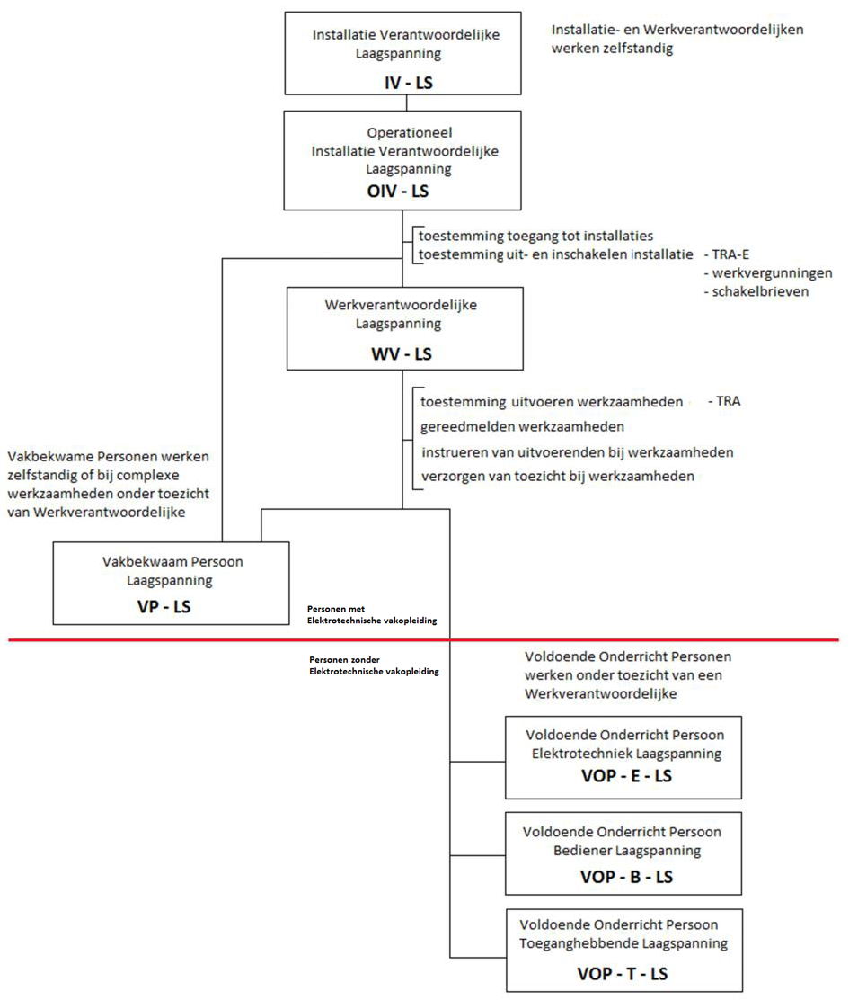 Installatie Verantwoordelijke
Laagspanning
IV - LS
Installatie- en Werkverantwoordelijken
werken zelfstandig
Operationeel
Installatie Verantwoordelijke
Laagspanning
OIV - LS
toestemming toegang tot installaties
toestemming uit- en inschakelen installatie - TRA-E
- werkvergunningen
- schakelbrieven
Werkverantwoordelijke
Laagspanning
WV - LS
toestemming uitvoeren werkzaamheden - TRA
gereedmelden werkzaamheden
instrueren van uitvoerenden bij werkzaamheden
verzorgen van toezicht bij werkzaamheden
Vakbekwame Personen werken
zelfstandig of bij complexe
werkzaamheden onder toezicht
van Werkverantwoordelijke
Vakbekwaam Persoon
Laagspanning
VP - LS
Personen met
Elektrotechnische vakopleiding
Personen zonder
Elektrotechnische vakopleiding
Voldoende Onderricht Personen
werken onder toezicht van een
Werkverantwoordelijke
Voldoende Onderricht Persoon
Elektrotechniek Laagspanning
VOP - E - LS
Voldoende Onderricht Persoon
Bediener Laagspanning
VOP - B - LS
Voldoende Onderricht Persoon
Toeganghebbende Laagspanning
VOP - T - LS